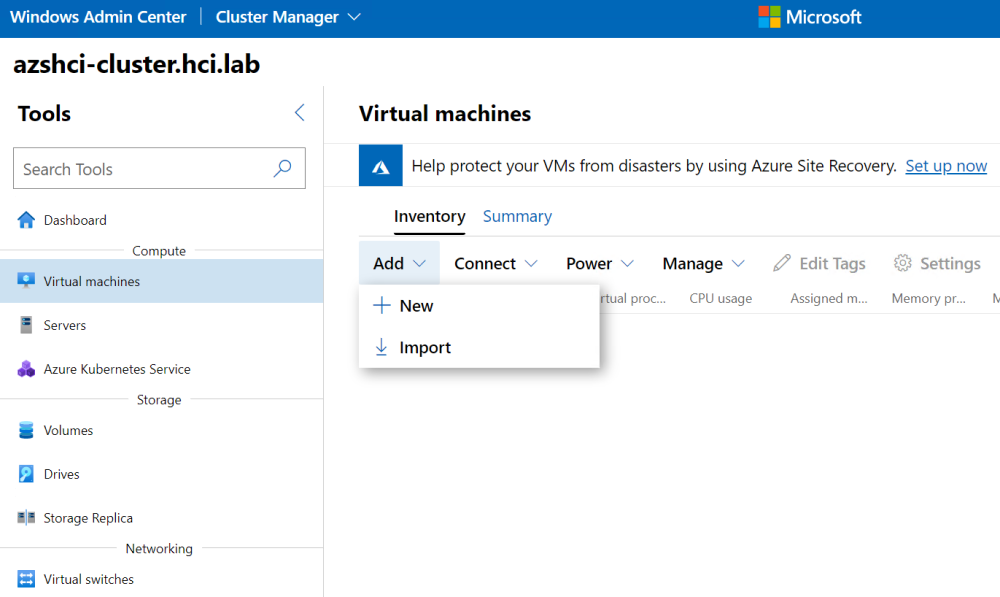 Windows Admin Center | Cluster Manager
Microsoft
azshci-cluster.hci.lab
Tools
Search Tools
Dashboard
Compute
Virtual machines
Servers
Azure Kubernetes Service
Storage
Volumes
Drives
Storage Replica
Networking
Virtual switches
Virtual machines
Help protect your VMs from disasters by using Azure Site Recovery. Set up now
Inventory Summary
Add Connect Power Manage Edit Tags Settings
rtual proc... CPU usage Assigned m... Memory pr... M
New
Import